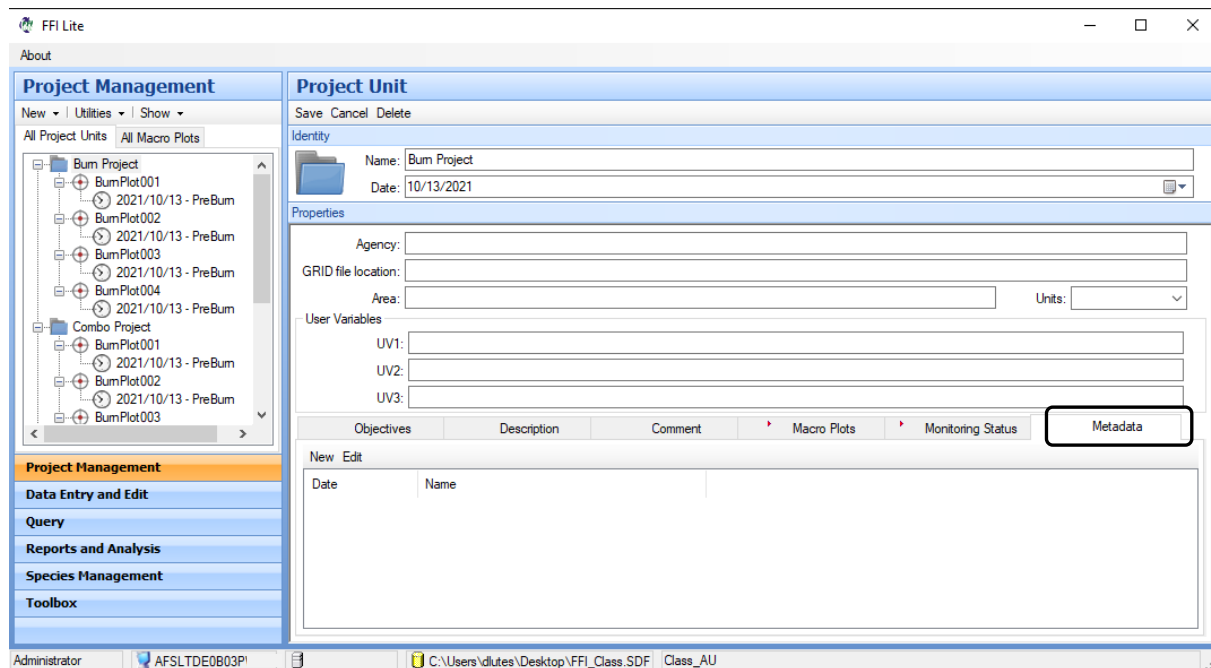 FFI Lite
About
Project Management
New Utilities Show
All Project Units All Macro Plots
Burn Project
BurnPlot001
2021/10/13 - PreBurn
BurnPlot002
2021/10/13 - PreBurn
BurnPlot003
2021/10/13 - PreBurn
BurnPlot004
2021/10/13 - PreBurn
Combo Project
BurnPlot001
2021/10/13 - PreBurn
BurnPlot002
2021/10/13 - PreBurn
BurnPlot003
Project Management
Data Entry and Edit
Query
Reports and Analysis
Species Management
Toolbox
Project Unit
Save Cancel Delete
Identity
Name: Burn Project
Date: 10/13/2021
Properties
Agency:
GRID file location:
Area: Units:
User Variables
UV1:
UV2:
UV3:
Objectives Description Comment Macro Plots Monitoring Status Metadata
New Edit
Date Name
Administrator AFSLTDE0B03P C:\Users\dlutes\Desktop\FFI_Class.SDF Class_AU